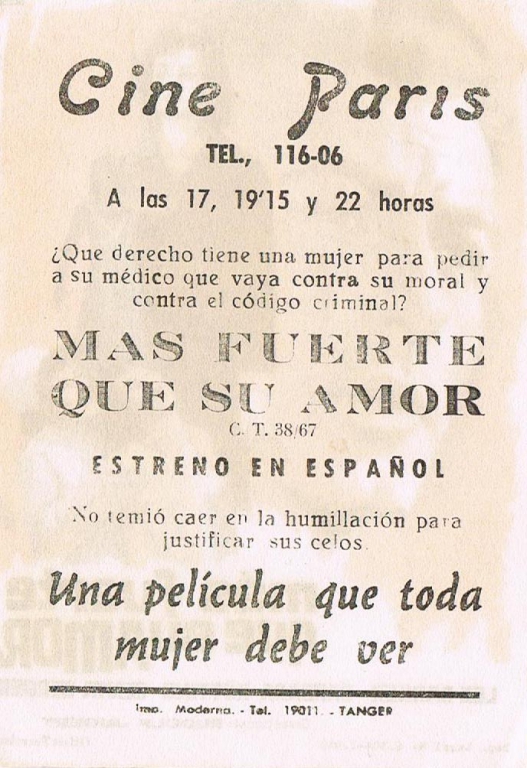 Cine Paris
TEL., 116-06
A las 17, 19'15 y 22 horas
¿Que derecho tiene una mujer para pedir
a su médico que vaya contra su moral y
contra el código criminal?
MAS FUERTE
QUE SU AMOR
C. T. 38/67
ESTRENO EN ESPAÑOL
No temió caer en la humillación para
justificar sus celos.
Una película que toda
mujer debe ver
Imp. Moderna. - Tel. 19011. - TANGER